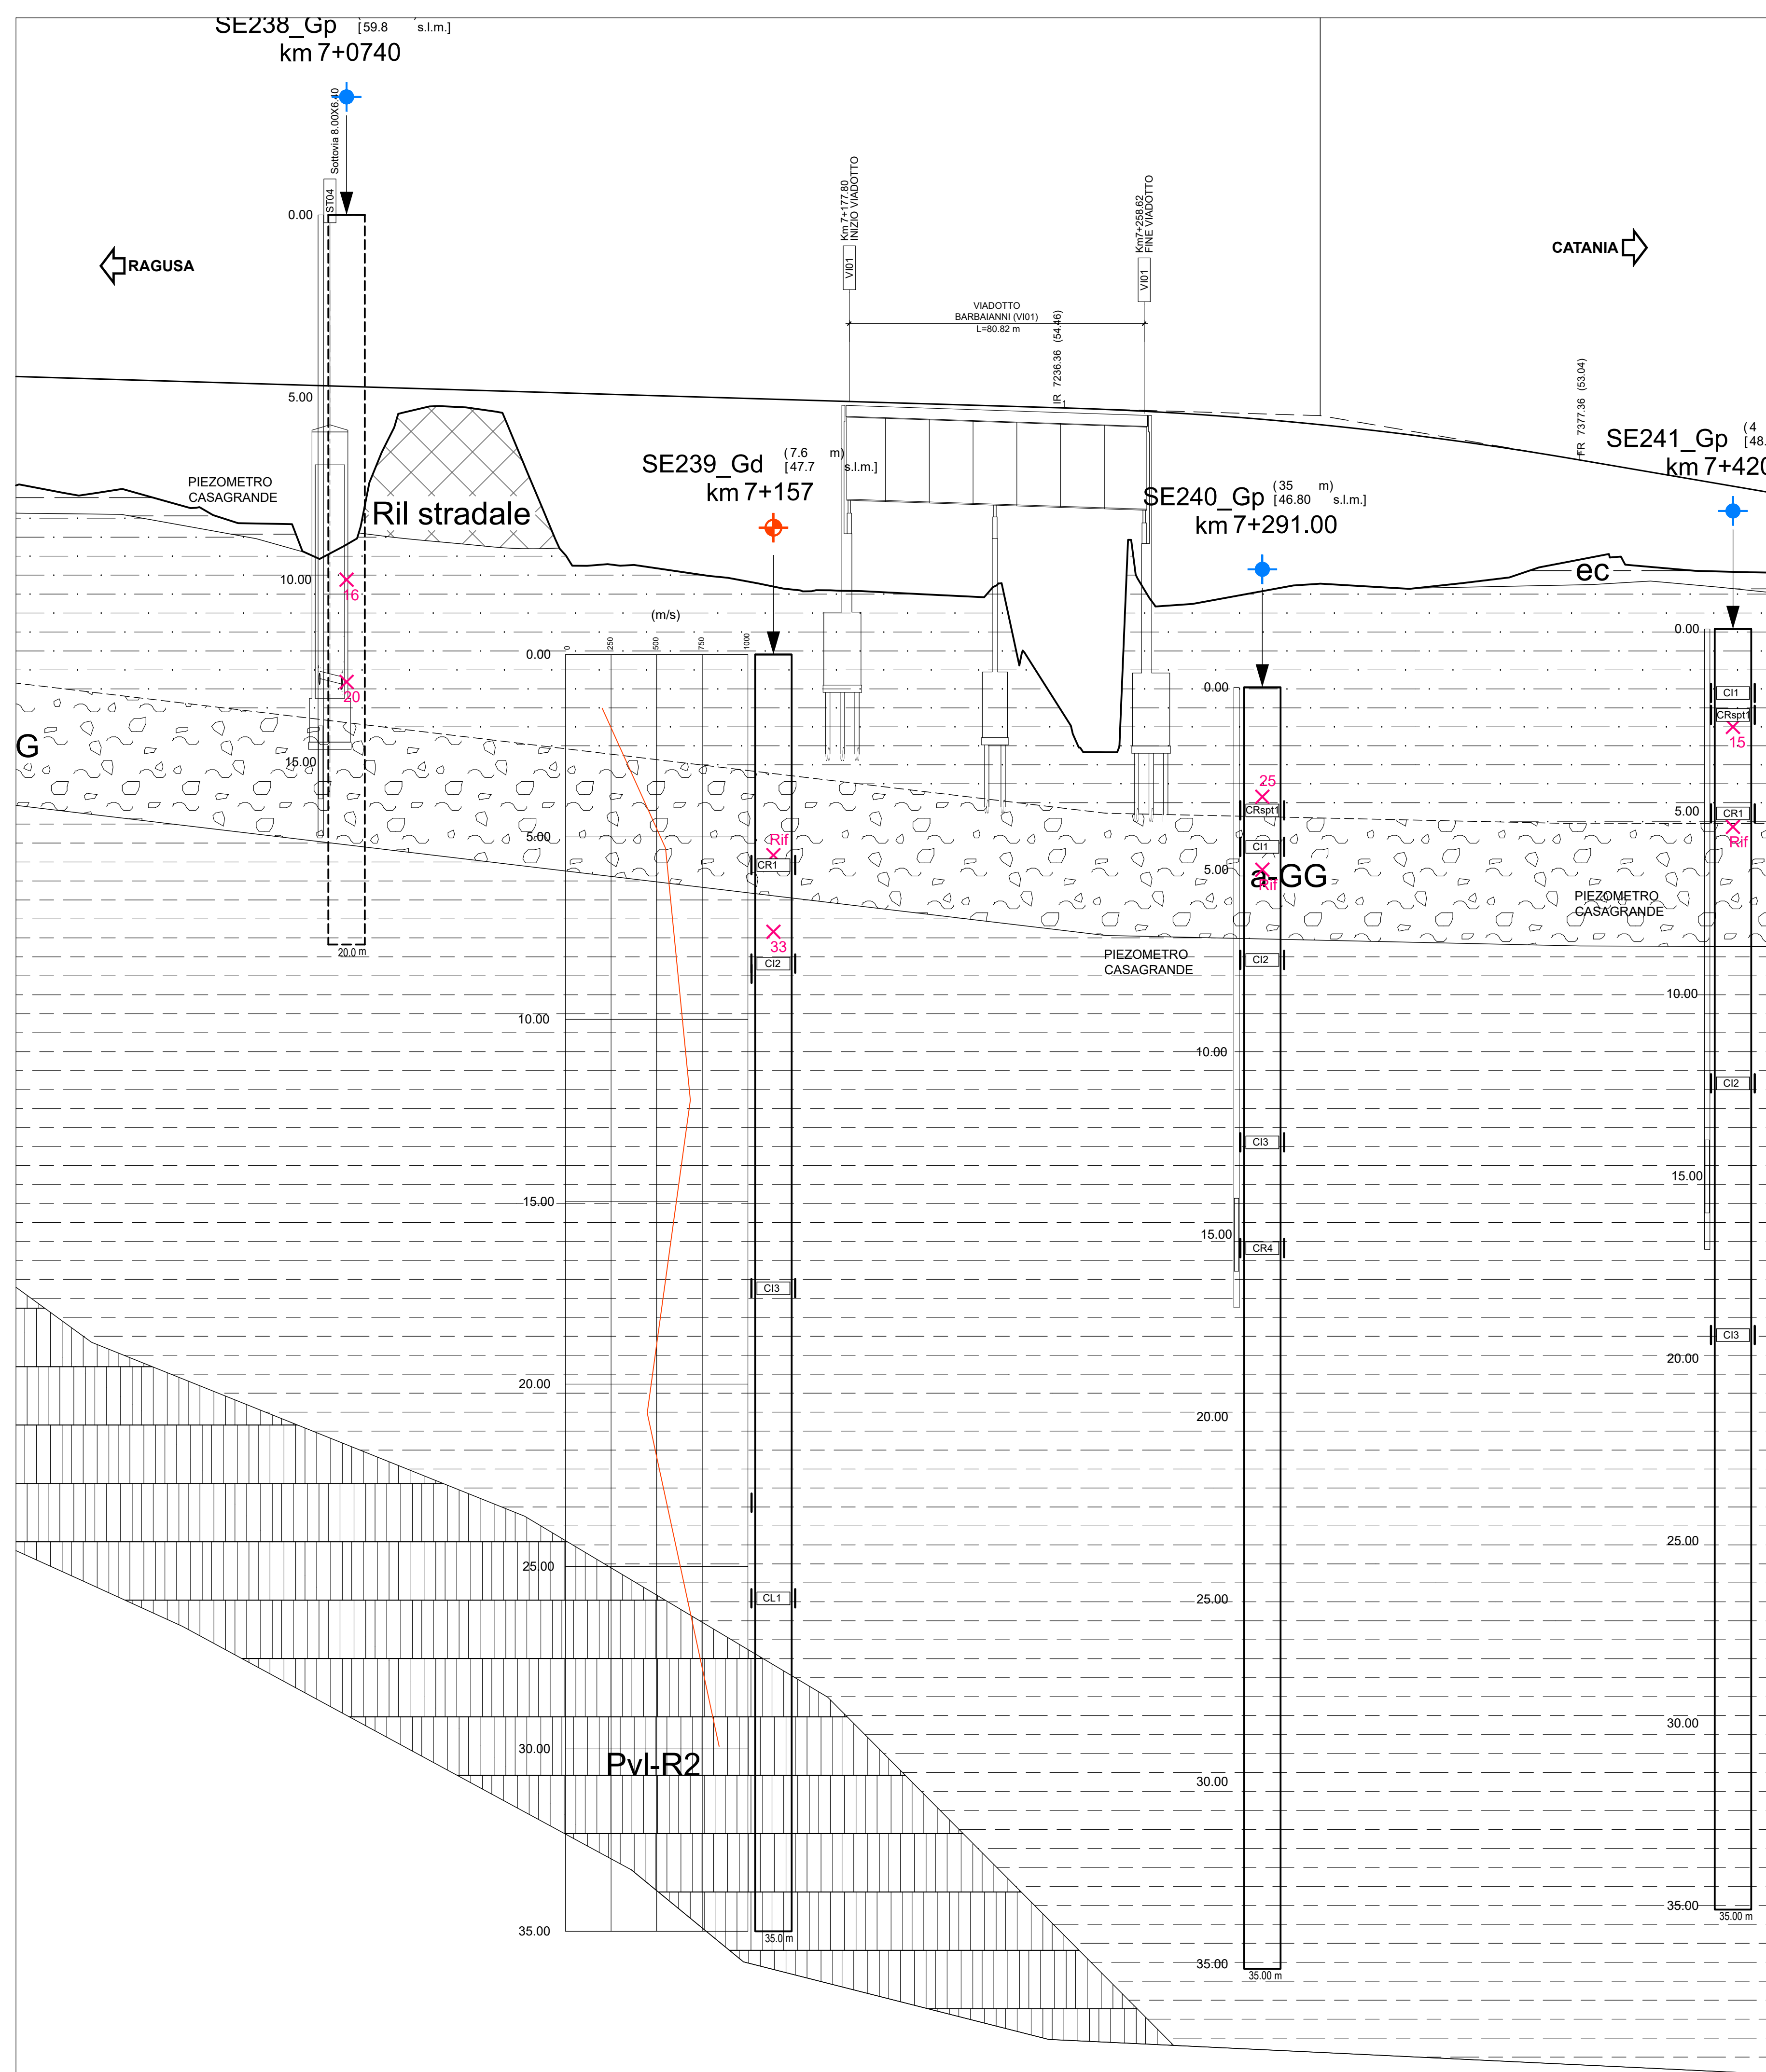 SE238_Gp [59.8 s.l.m.]
km 7+0740
Sottovia 8.00X6.40
ST04
0.00
5.00
10.00
15.00
16
20
20.0 m
RAGUSA
CATANIA
PIEZOMETRO
CASAGRANDE
Ril stradale
G
Km 7+177.80
INIZIO VIADOTTO
VI01
Km7+258.62
FINE VIADOTTO
VI01
VIADOTTO
BARBAIANNI (VI01)
L=80.82 m
IR 7236.36 (54.46)
1
FR 7377.36 (53.04)
SE239_Gd (7.6 m)
[47.7 s.l.m.]
km 7+157
(m/s)
0
250
500
750
1000
0.00
5.00
10.00
15.00
20.00
25.00
30.00
35.00
Rif
CR1
33
CI2
CI3
CL1
35.0 m
Pvl-R2
SE240_Gp (35 m)
[46.80 s.l.m.]
km 7+291.00
0.00
5.00
10.00
15.00
20.00
25.00
30.00
35.00
25
CRspt1
CI1
Rif
a-GG
CI2
CI3
CR4
35.00 m
PIEZOMETRO
CASAGRANDE
ec
SE241_Gp (4
[48.
km 7+420
0.00
5.00
10.00
15.00
20.00
25.00
30.00
35.00
CI1
CRspt1
15
CR1
Rif
CI2
CI3
35.00 m
PIEZOMETRO
CASAGRANDE